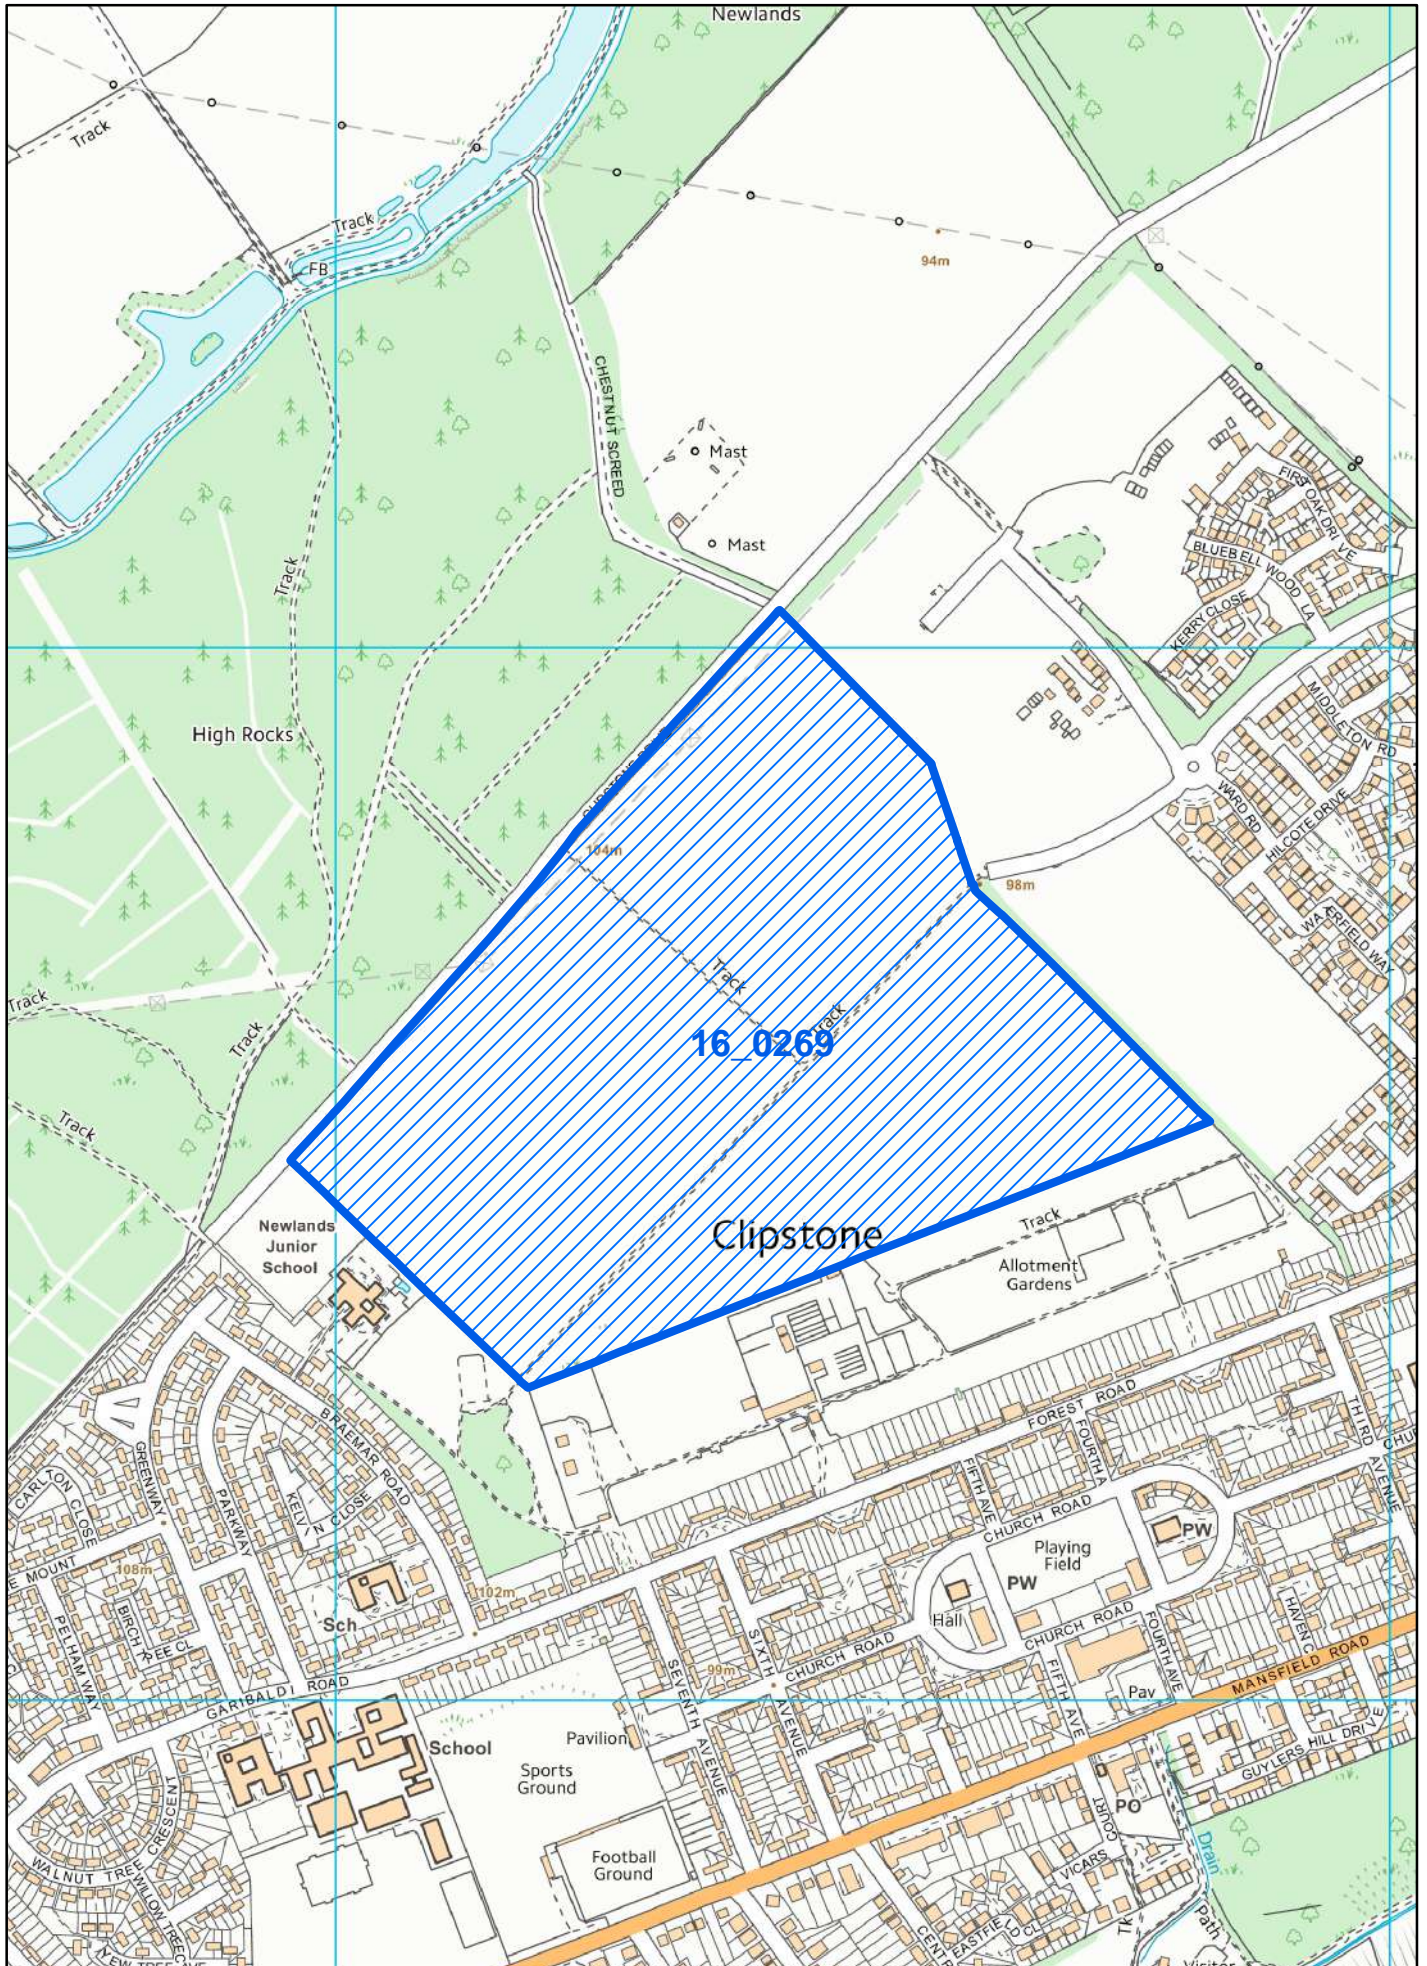 Newlands
Track
Track
FB
94m
CHESTNUT SCREED
Mast
Mast
Track
FIRST OAK DRIVE
BLUEBELL WOOD LA
KERRY CLOSE
High Rocks
MIDDLETON RD
WARD RD
HILCOTE DRIVE
104m
98m
Track
Track
16_0269
Track
Track
Track
Newlands
Junior
School
Clipstone
Track
Allotment
Gardens
BRAEMAR ROAD
GREENWAY
PARKWAY
KELVIN CLOSE
CARLTON CLOSE
FOREST ROAD
THIRD AVENUE
FIFTH AVE
FOURTH A
CHURCH ROAD
PW
Playing
Field
PW
Hall
CHURCH ROAD
FOURTH AVE
HAVEN C
E MOUNT
108m
102m
PELHAM WAY
BIRCH TREE CL
Sch
GARIBALDI ROAD
SEVENTH AVENUE
99m
SIXTH AVENUE
CHURCH ROAD
FIFTH AVE
Pav
MANSFIELD ROAD
School
Pavilion
Sports
Ground
GUYLERS HILL DRIVE
PO
Football
Ground
VICARS COURT
Drain
WALNUT TREE CRESCENT
WILLOW TREE C
EASTFIELD CL
CENT
Tk
Path
Visitor